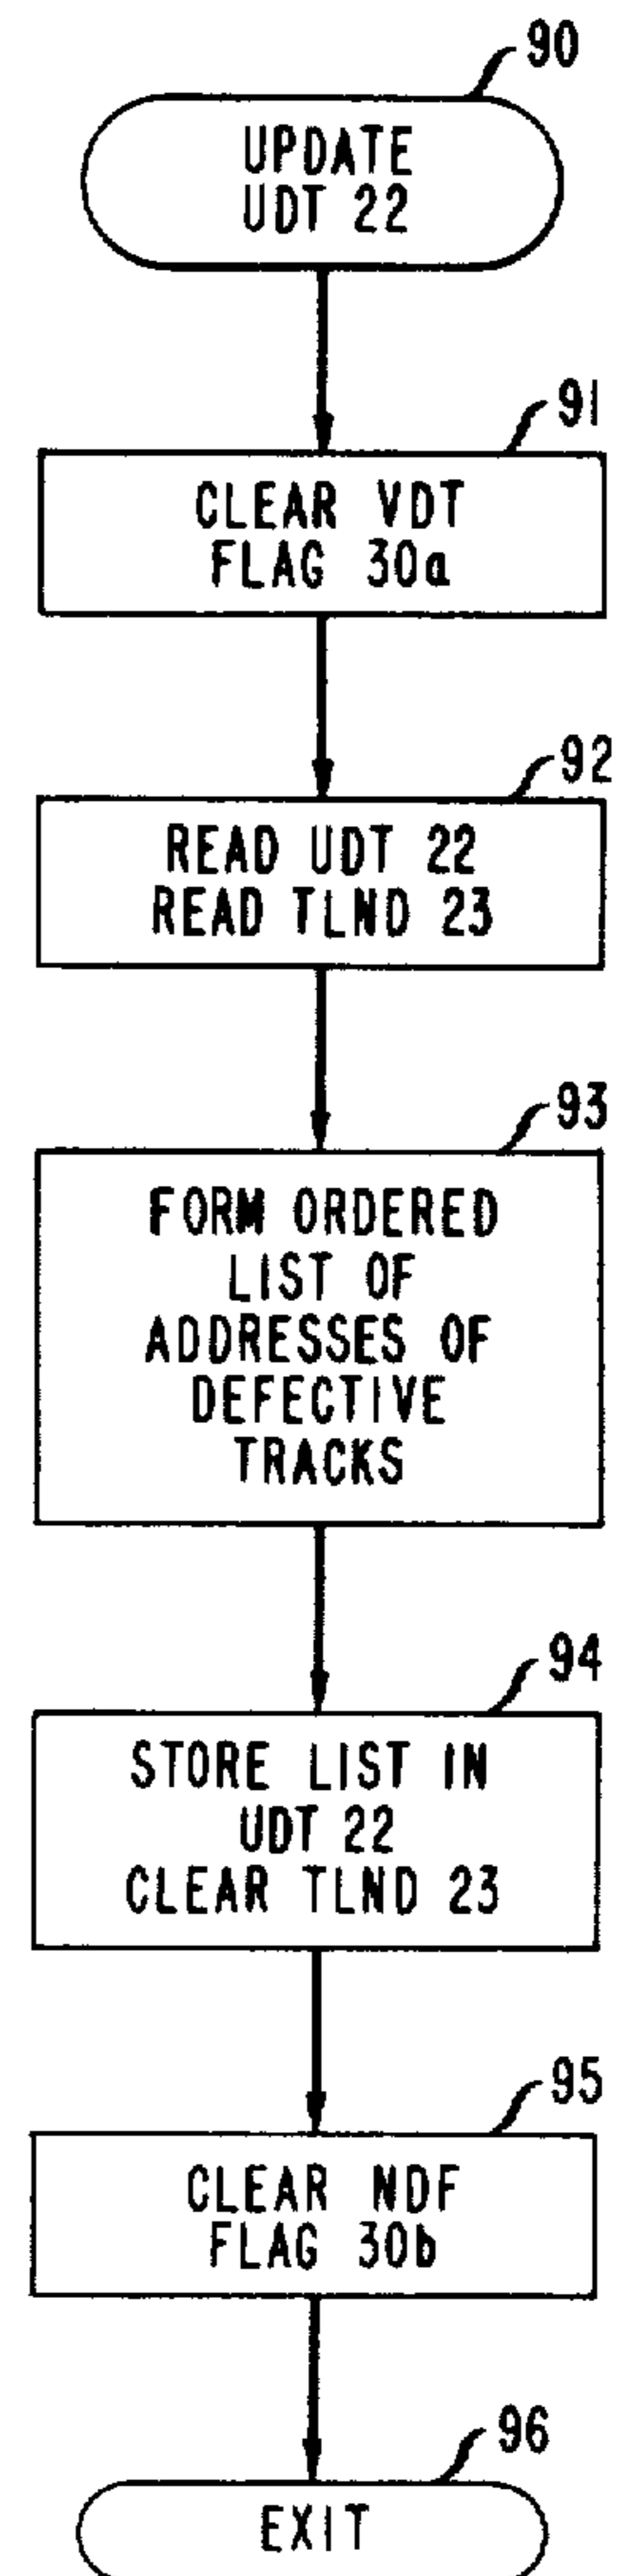 90
UPDATE
UDT 22
91
CLEAR VDT
FLAG 30a
92
READ UDT 22
READ TLND 23
93
FORM ORDERED
LIST OF
ADDRESSES OF
DEFECTIVE
TRACKS
94
STORE LIST IN
UDT 22
CLEAR TLND 23
95
CLEAR NDF
FLAG 30b
96
EXIT